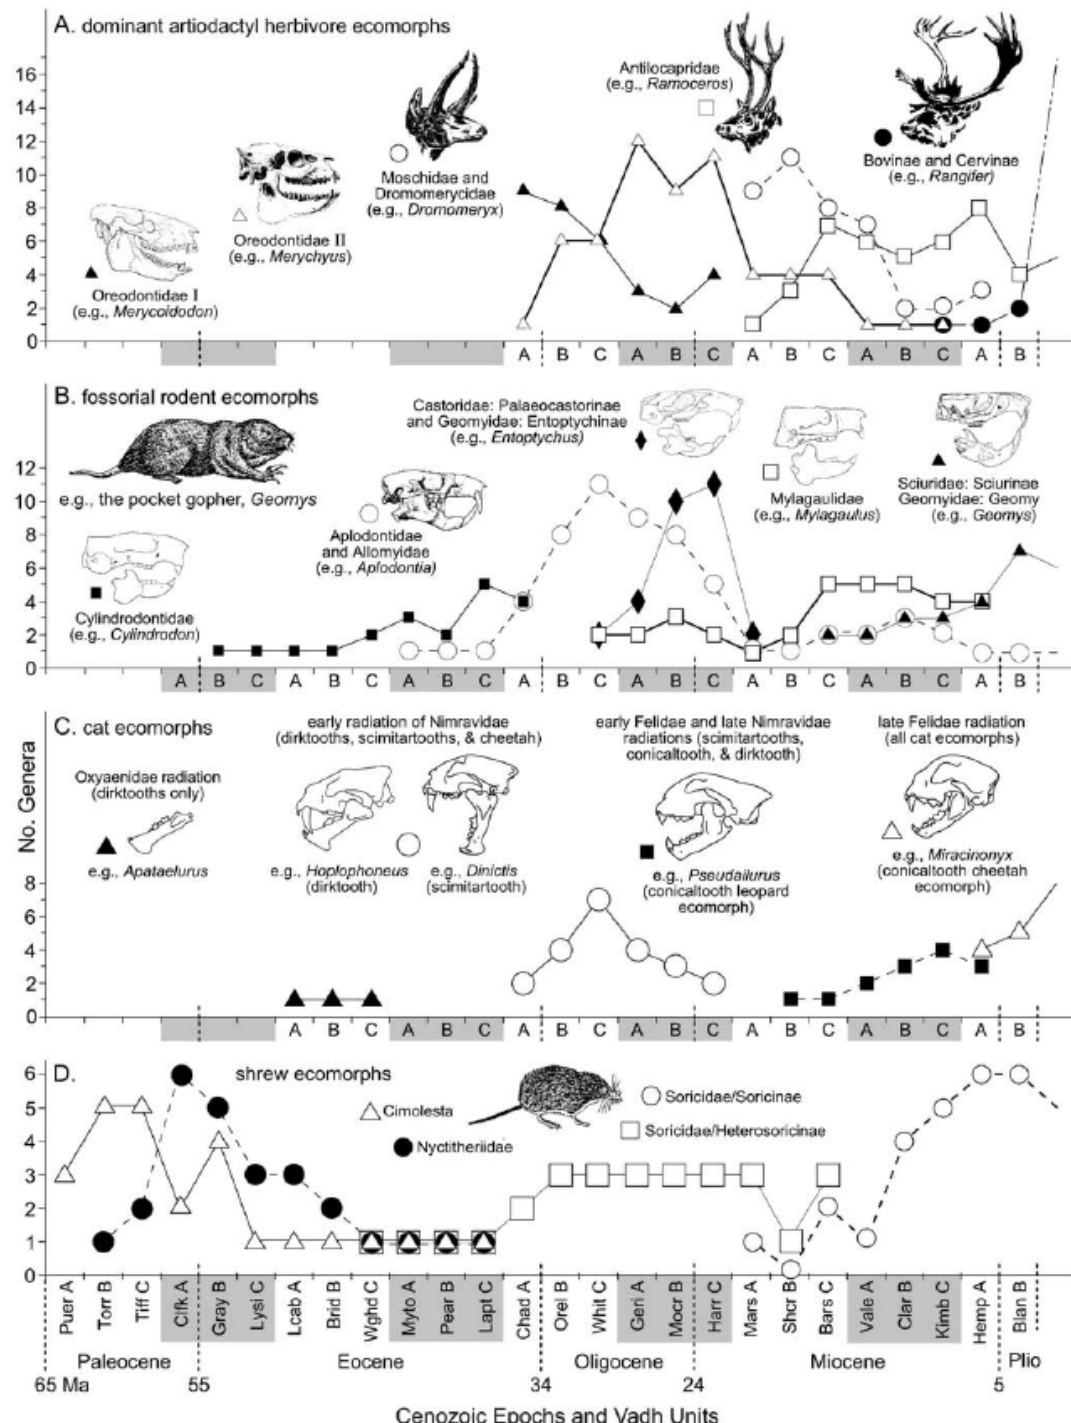 A. dominant artiodactyl herbivore ecomorphs
16
14
12
10
8
6
4
2
0
Antilocapridae
(e.g., Ramoceros)
Bovinae and Cervinae
(e.g., Rangifer)
Moschidae and
Dromomerycidae
(e.g., Dromomeryx)
Oreodontidae II
(e.g., Merychyus)
Oreodontidae I
(e.g., Merycoidodon)
A B C A B C A B C A B C A B
B. fossorial rodent ecomorphs
Castoridae: Palaeocastorinae
and Geomyidae: Entoptychinae
(e.g., Entoptychus)
12
10
8
6
4
2
0
e.g., the pocket gopher, Geomys
Mylagaulidae
(e.g., Mylagaulus)
Sciuridae: Sciurinae
Geomyidae: Geomy
(e.g., Geomys)
Aplodontidae
and Allomyidae
(e.g., Aplodontia)
Cylindrodontidae
(e.g., Cylindrodon)
A B C A B C A B C A B C A B C A B C A B C A B
C. cat ecomorphs
No. Genera
early radiation of Nimravidae
(dirktooths, scimitartooths, & cheetah)
early Felidae and late Nimravidae
radiations (scimitartooths,
conicaltooth, & dirktooth)
late Felidae radiation
(all cat ecomorphs)
Oxyaenidae radiation
(dirktooths only)
e.g., Apataelurus
e.g., Hoplophoneus
(dirktooth)
e.g., Dinictis
(scimitartooth)
e.g., Pseudailurus
(conicaltooth leopard
ecomorph)
e.g., Miracinonyx
(conicaltooth cheetah
ecomorph)
8
6
4
2
0
A B C A B C A B C A B C A B C A B C A B
D. shrew ecomorphs
6
5
4
3
2
1
0
Cimolesta
Nyctitheriidae
Soricidae/Soricinae
Soricidae/Heterosoricinae
Puer A
Torr B
Tiff C
Clfk A
Gray B
Lysi C
Lcab A
Brid B
Wghd C
Myto A
Pear B
Lapt C
Chad A
Orel B
Whit C
Geri A
Mocr B
Harr C
Mars A
Shcr B
Bars C
Vale A
Clar B
Kimb C
Hemp A
Blan B
Paleocene Eocene Oligocene Miocene Plio
65 Ma 55 34 24 5
Cenozoic Epochs and Vadh Units